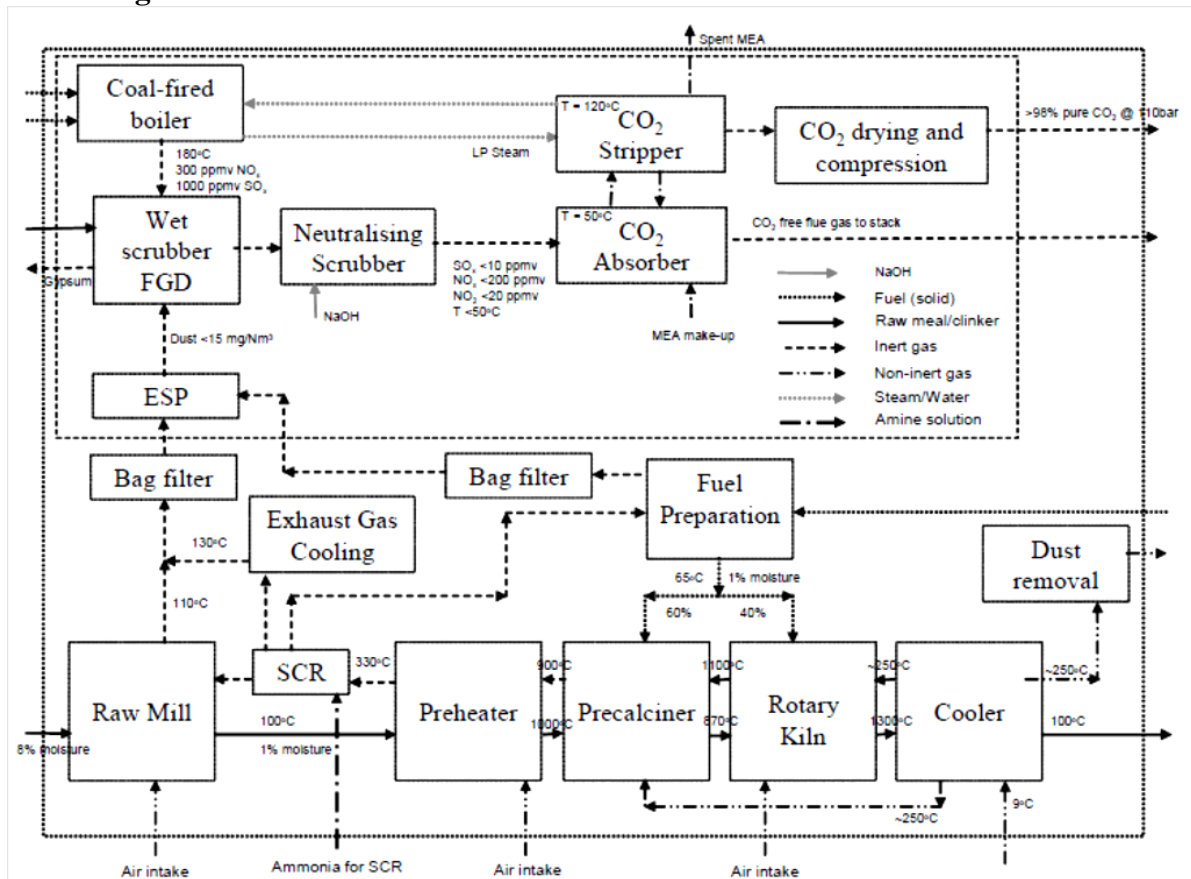 Spent MEA
Coal-fired
boiler
T = 120°C
CO₂
Stripper
CO₂ drying and
compression
>98% pure CO₂ @ 110bar
LP Steam
180°C
300 ppmv NOₓ
1000 ppmv SOₓ
Wet
scrubber
FGD
Neutralising
Scrubber
T = 50°C
CO₂
Absorber
CO₂ free flue gas to stack
SOₓ <10 ppmv
NOₓ <200 ppmv
NO₂ <20 ppmv
T <50°C
Gypsum
NaOH
MEA make-up
Dust <15 mg/Nm³
NaOH
Fuel (solid)
Raw meal/clinker
Inert gas
Non-inert gas
Steam/Water
Amine solution
ESP
Bag filter
Bag filter
Fuel
Preparation
Exhaust Gas
Cooling
130°C
Dust
removal
65°C
1% moisture
60%
40%
110°C
SCR
330°C
900°C
1100°C
~250°C
~250°C
Raw Mill
Preheater
Precalciner
Rotary
Kiln
Cooler
100°C
1000°C
870°C
1300°C
100°C
8% moisture
1% moisture
~250°C
9°C
Air intake
Ammonia for SCR
Air intake
Air intake